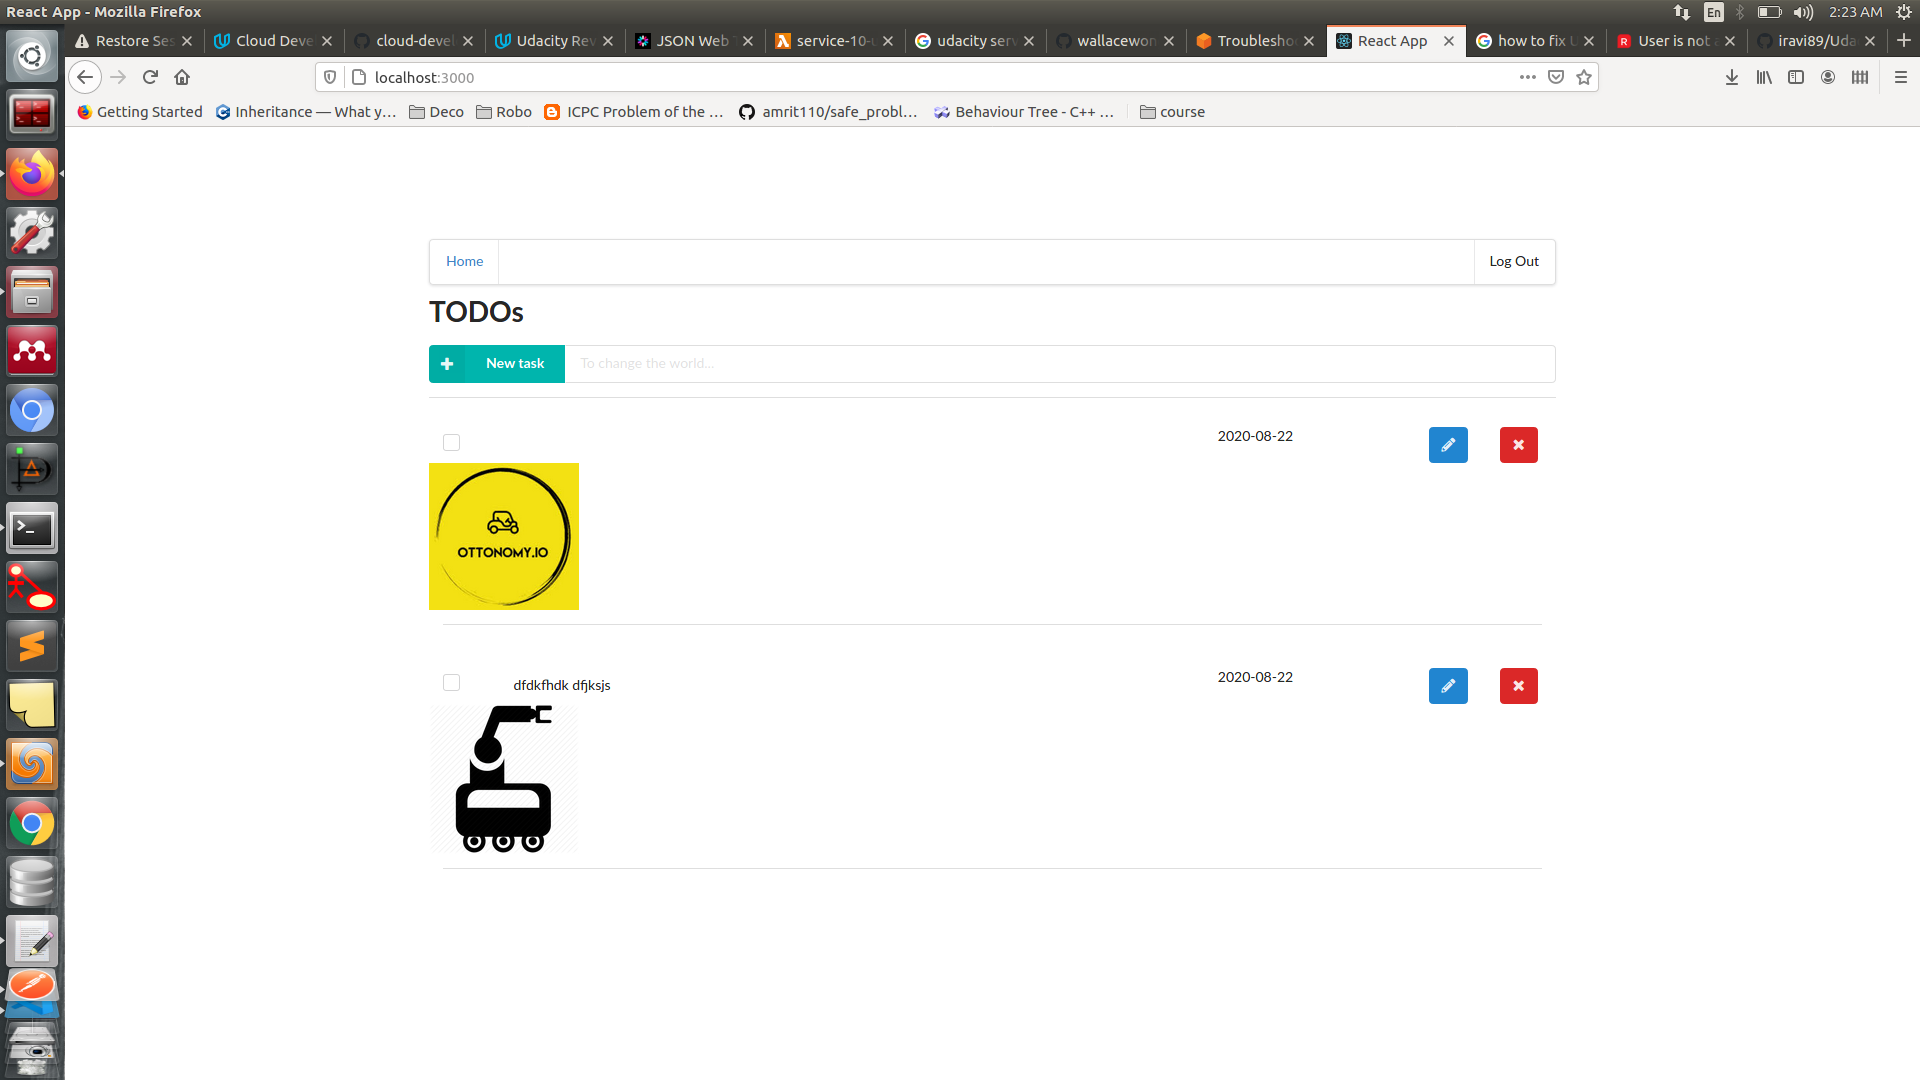 React App - Mozilla Firefox
En
2:23 AM
Restore Ses
Cloud Deve
cloud-devel
Udacity Rev
JSON Web T
service-10-u
udacity serv
wallacewon
Troublesho
React App
how to fix U
User is not a
iravi89/Uda
localhost:3000
Getting Started
Inheritance — What y...
Deco
Robo
ICPC Problem of the ...
amrit110/safe_probl...
Behaviour Tree - C++ ...
course
Home
Log Out
TODOs
New task
To change the world...
2020-08-22
OTTONOMY.IO
dfdkfhdk dfjksjs
2020-08-22